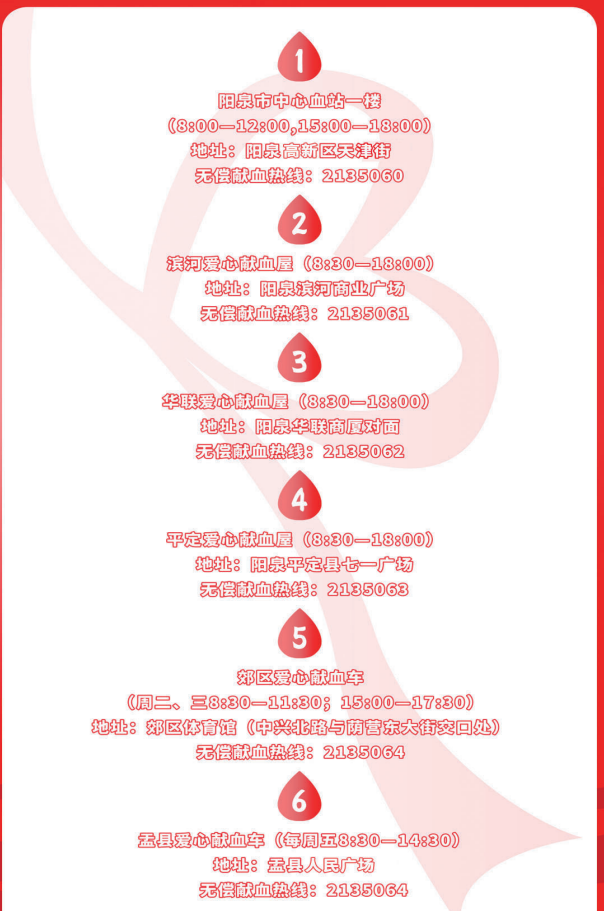 1
阳泉市中心血站一楼
（8:00—12:00,15:00—18:00）
地址：阳泉高新区天津街
无偿献血热线：2135060
2
滨河爱心献血屋（8:30—18:00）
地址：阳泉滨河商业广场
无偿献血热线：2135061
3
华联爱心献血屋（8:30—18:00）
地址：阳泉华联商厦对面
无偿献血热线：2135062
4
平定爱心献血屋（8:30—18:00）
地址：阳泉平定县七一广场
无偿献血热线：2135063
5
郊区爱心献血车
（周二、三8:30—11:30；15:00—17:30）
地址：郊区体育馆（中兴北路与荫营东大街交口处）
无偿献血热线：2135064
6
盂县爱心献血车（每周五8:30—14:30）
地址：盂县人民广场
无偿献血热线：2135064